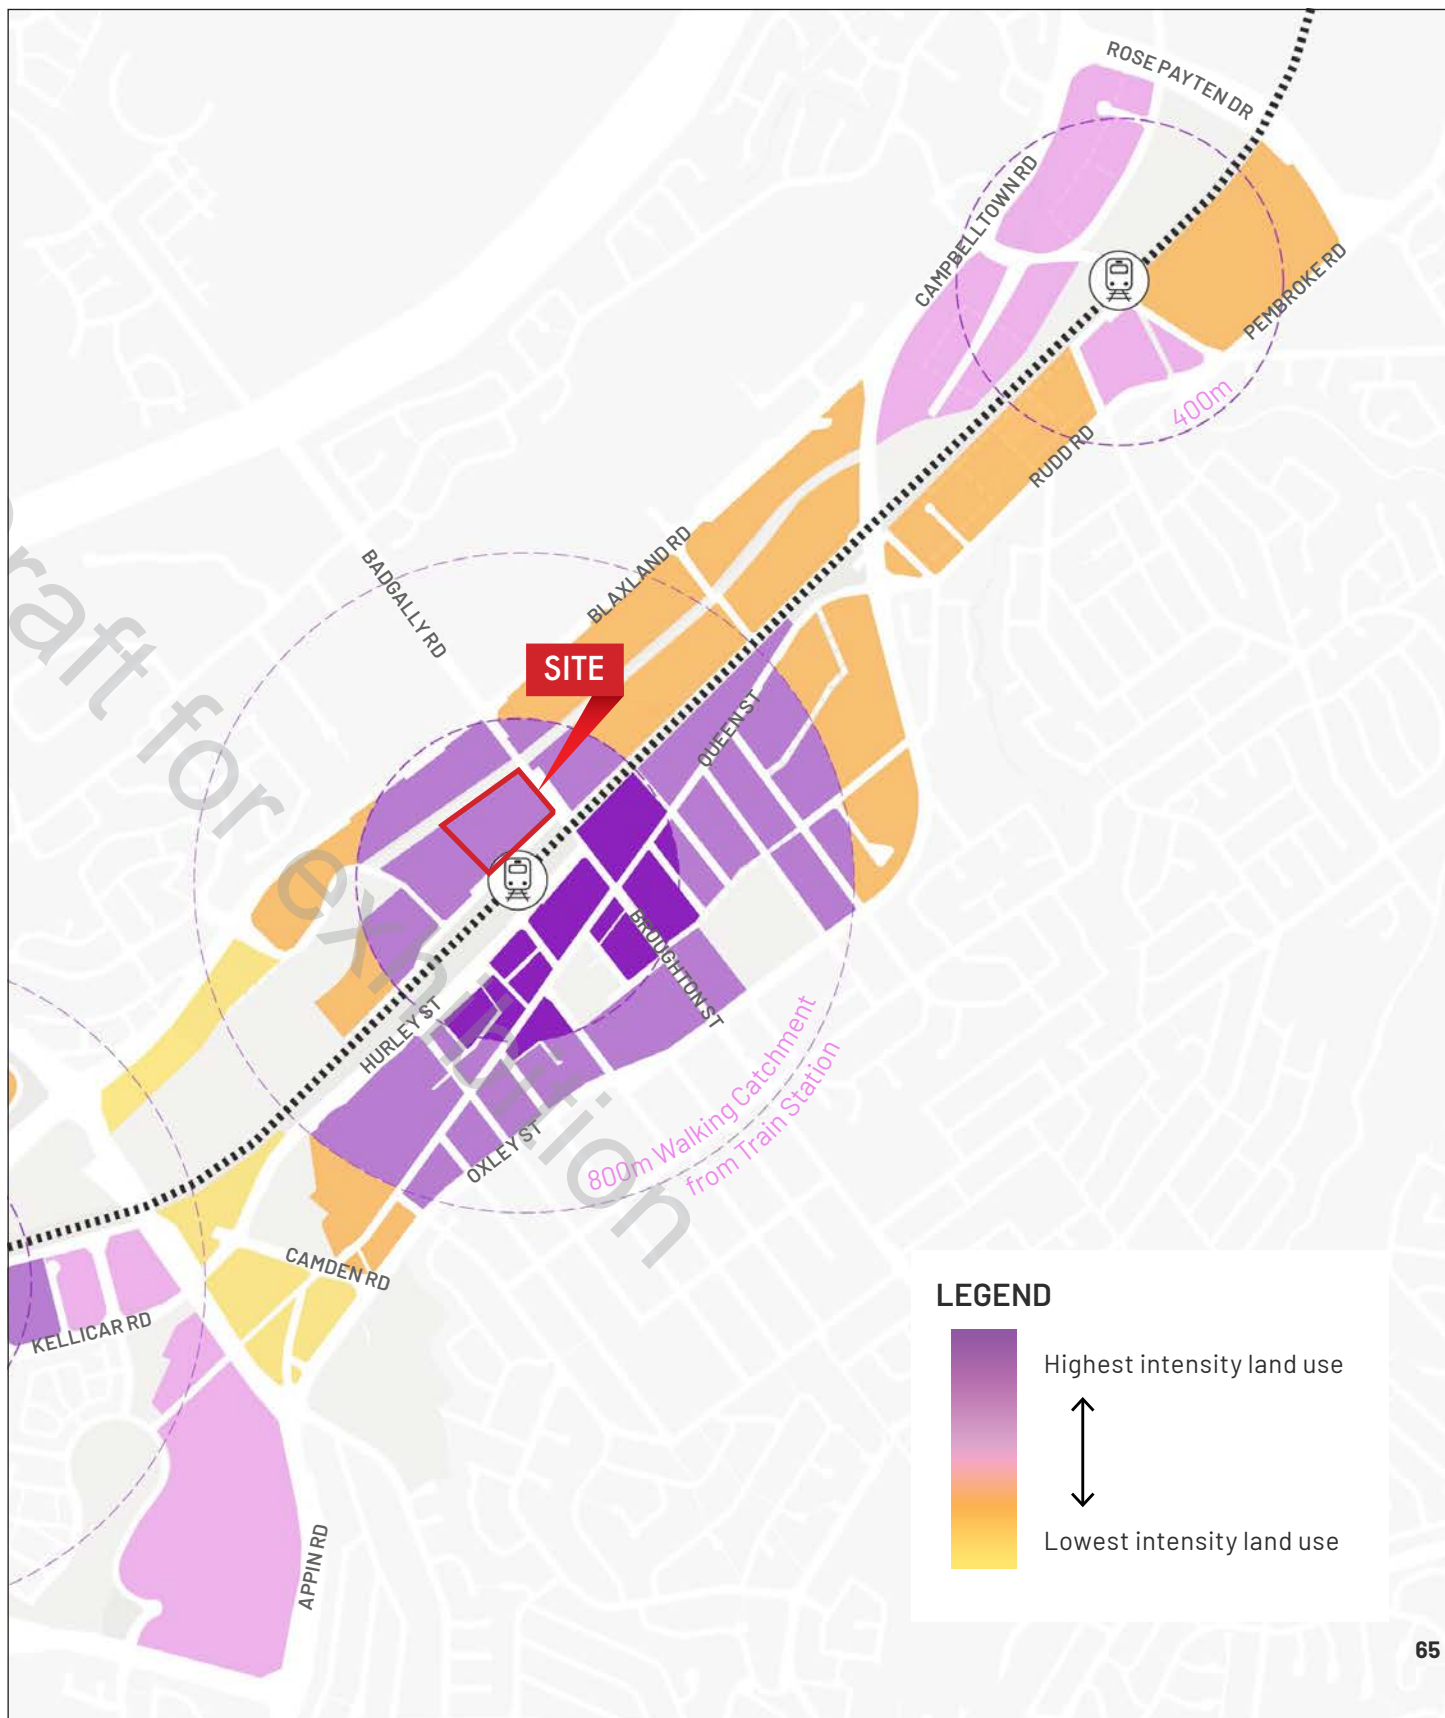 ROSE PAYTEN DR
CAMPBELLTOWN RD
PEMBROKE RD
400m
RUDD RD
BLAXLAND RD
BADGALLY RD
SITE
QUEEN ST
BROUGHTON ST
HURLEY ST
OXLEY ST
800m Walking Catchment
from Train Station
CAMDEN RD
KELLICAR RD
APPIN RD
raft for exhibition
LEGEND
Highest intensity land use
Lowest intensity land use
65